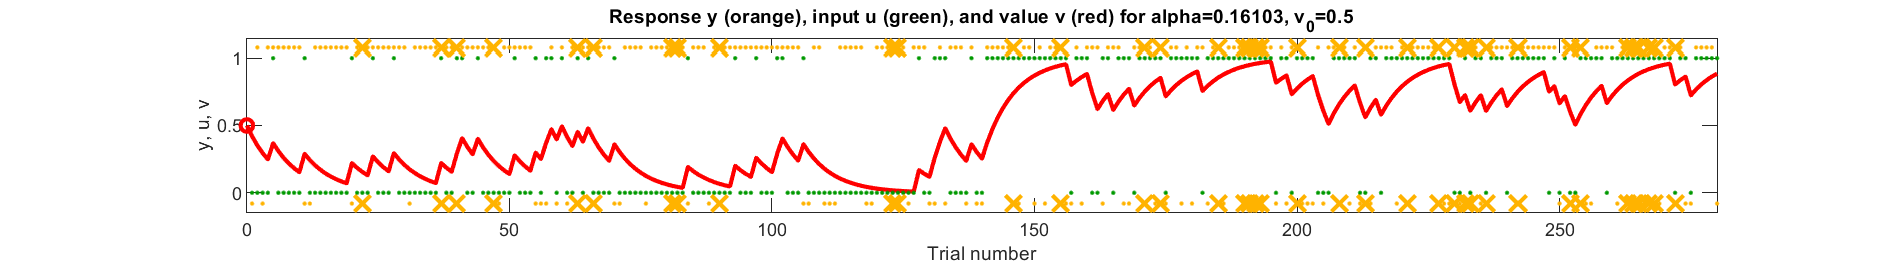 Response y (orange), input u (green), and value v (red) for alpha=0.16103, v0=0.5
y, u, v
1
0.5
0
0 50 100 150 200 250
Trial number